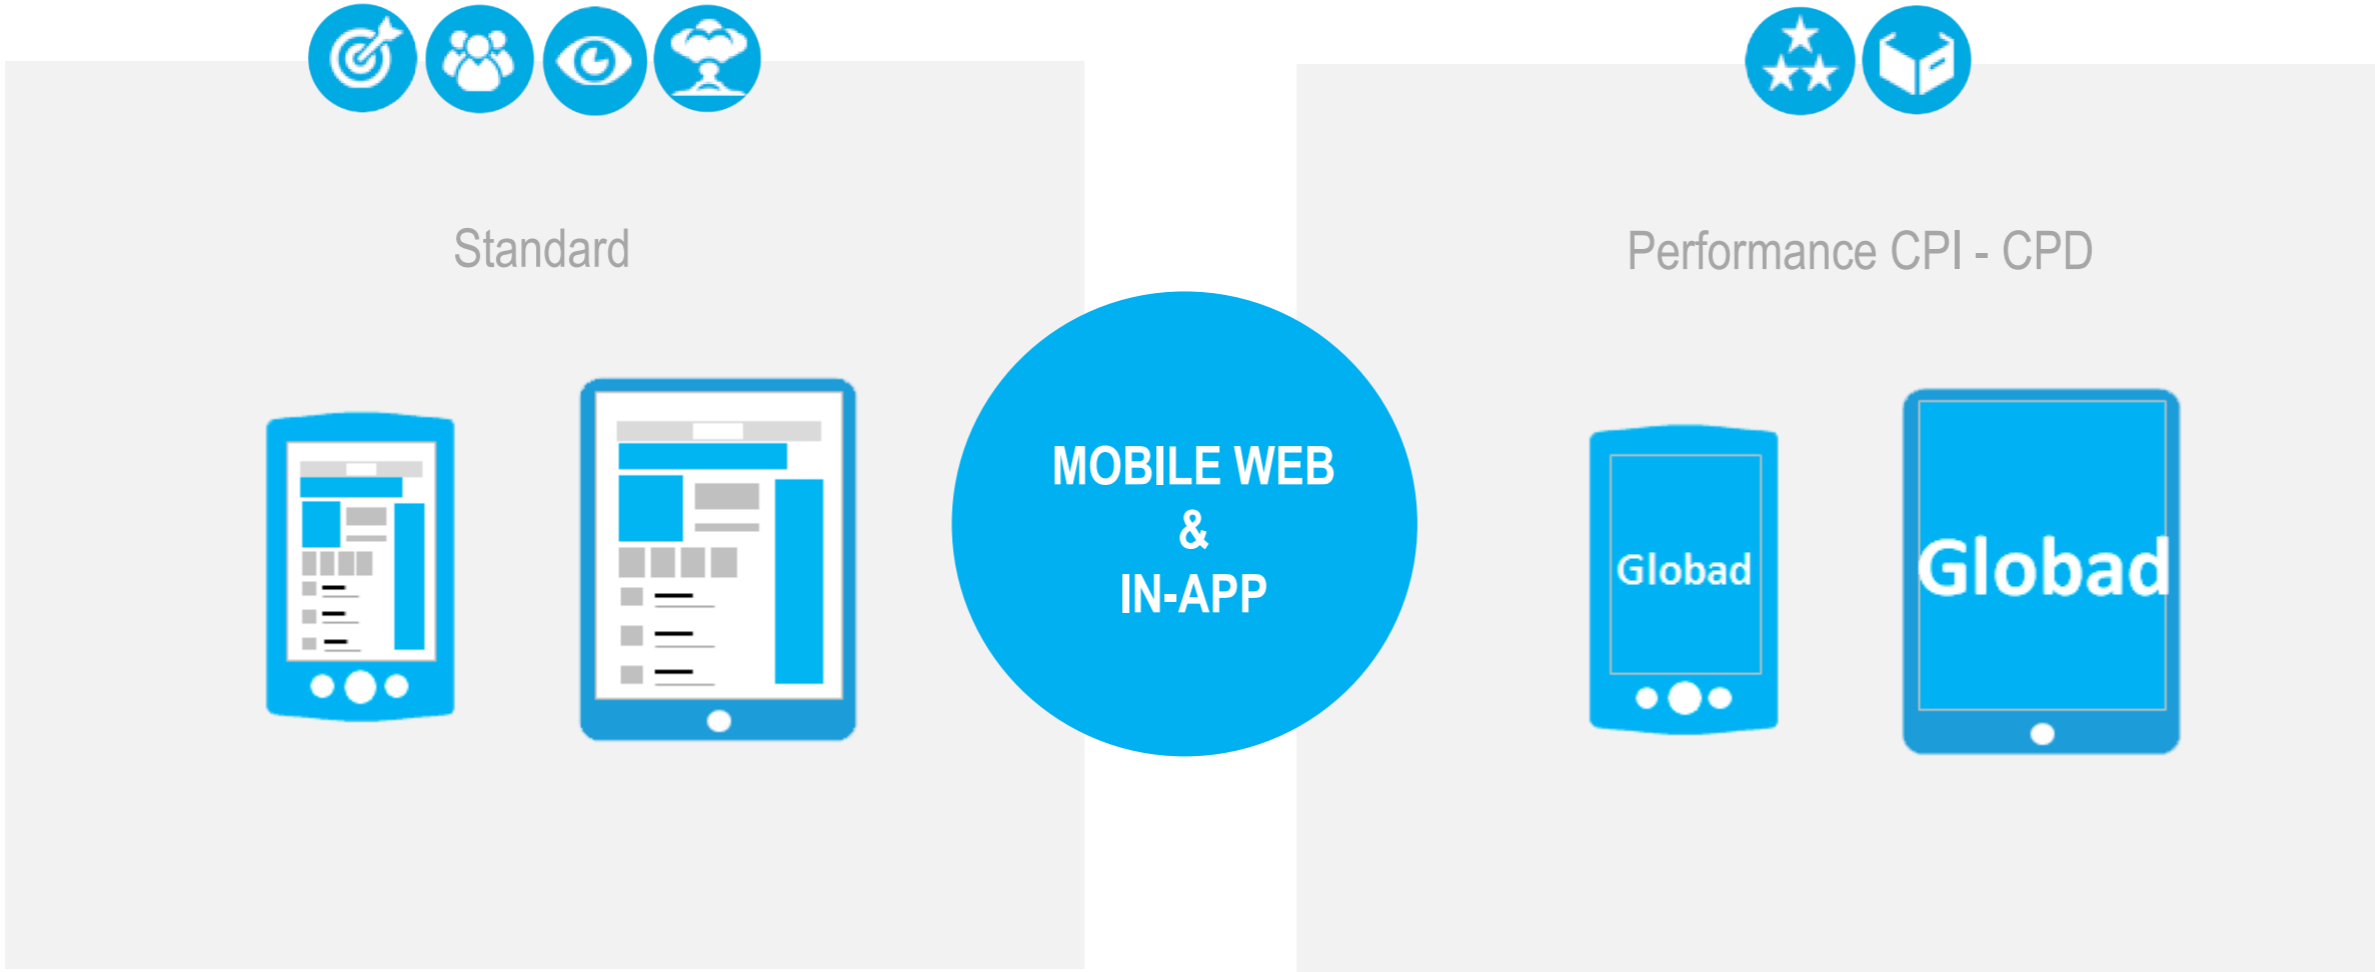 Standard
Performance CPI - CPD
MOBILE WEB
&
IN-APP
Globad
Globad